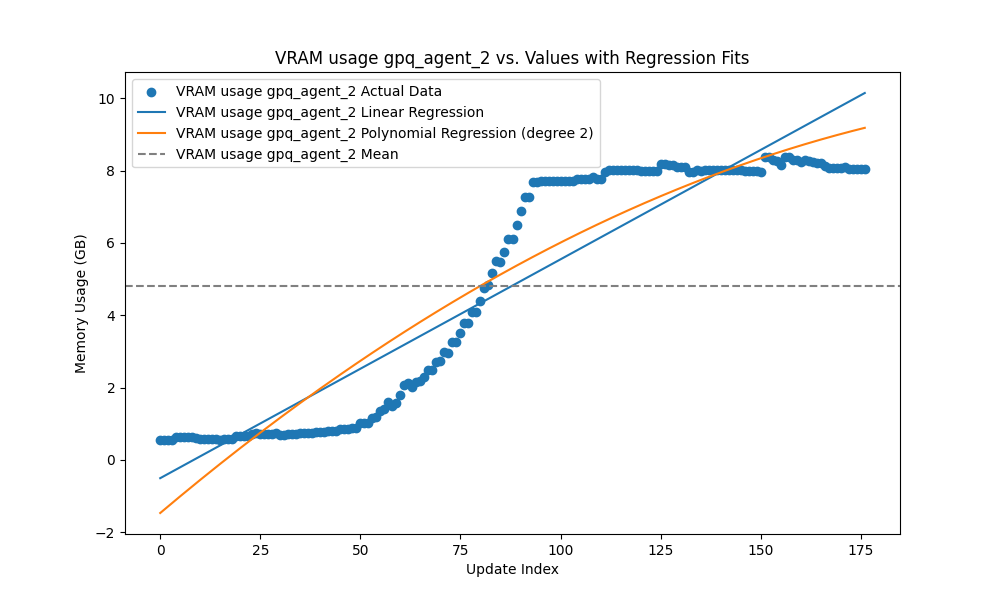 VRAM usage gpq_agent_2 vs. Values with Regression Fits
VRAM usage gpq_agent_2 Actual Data
VRAM usage gpq_agent_2 Linear Regression
VRAM usage gpq_agent_2 Polynomial Regression (degree 2)
VRAM usage gpq_agent_2 Mean
Memory Usage (GB)
10
8
6
4
2
0
−2
0 25 50 75 100 125 150 175
Update Index